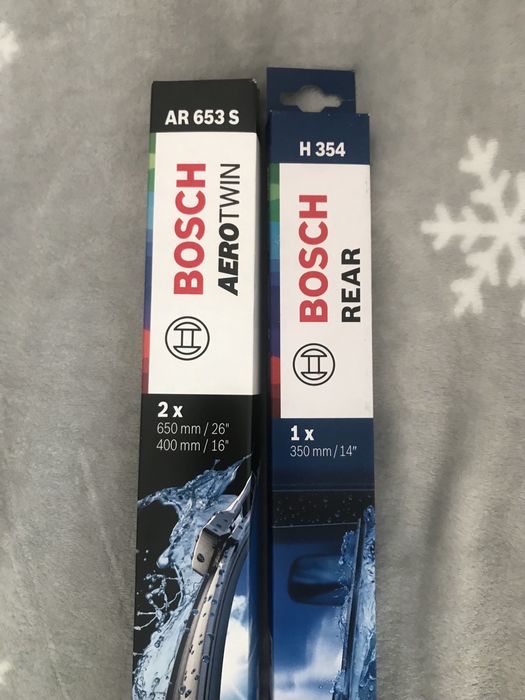 AR 653 S
BOSCH
AEROTWIN
2 x
650 mm / 26"
400 mm / 16"
H 354
BOSCH
REAR
1 x
350 mm / 14"